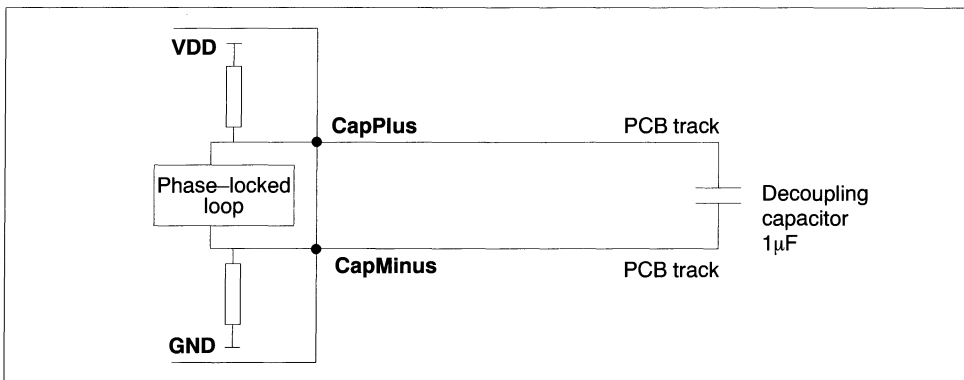 VDD
CapPlus
PCB track
Phase–locked
loop
Decoupling
capacitor
1µF
CapMinus
PCB track
GND